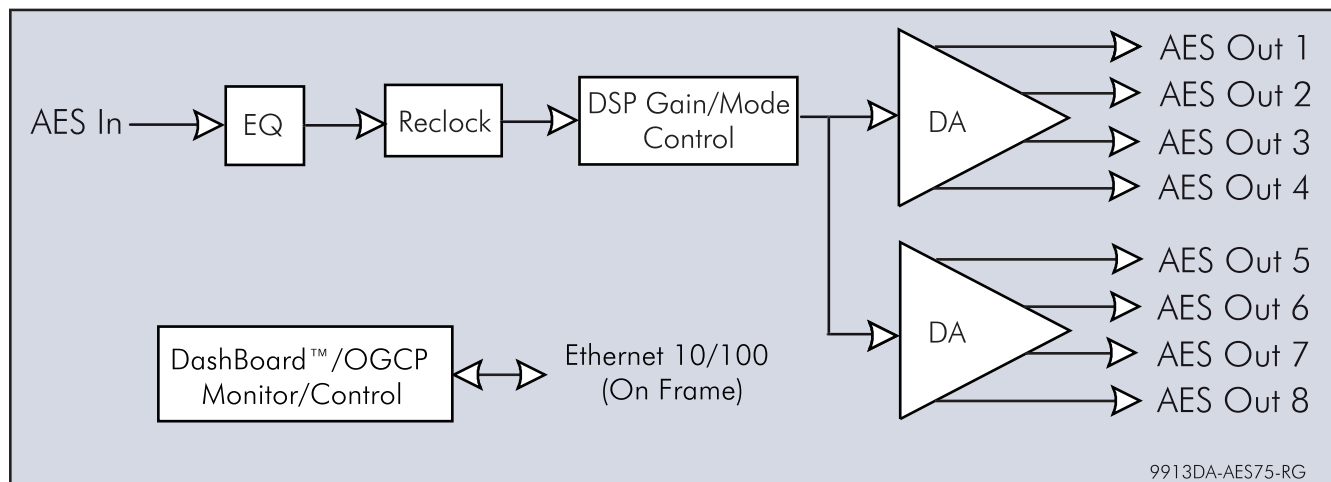 AES In
EQ
Reclock
DSP Gain/Mode
Control
DA
AES Out 1
AES Out 2
AES Out 3
AES Out 4
DA
AES Out 5
AES Out 6
AES Out 7
AES Out 8
DashBoard™/OGCP
Monitor/Control
Ethernet 10/100
(On Frame)
9913DA-AES75-RG